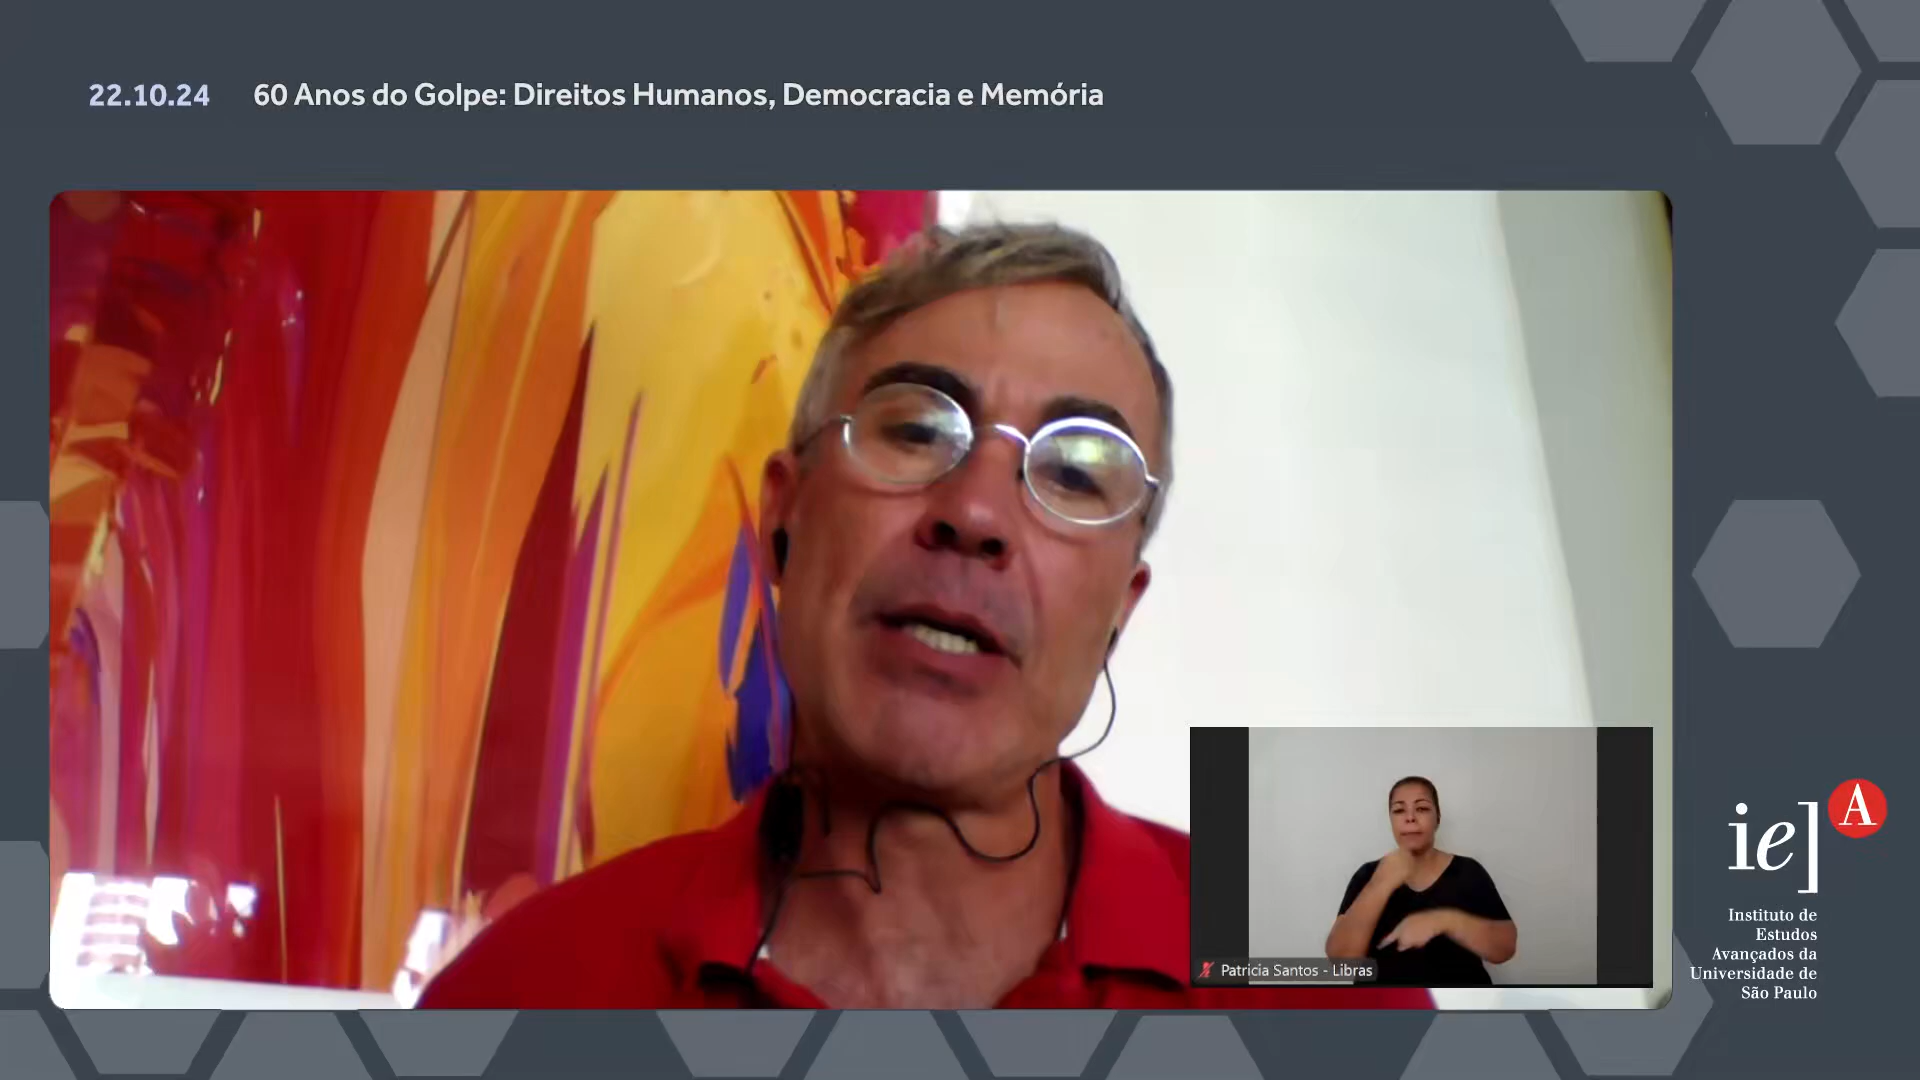 22.10.24 60 Anos do Golpe: Direitos Humanos, Democracia e Memória
Patricia Santos - Libras
ie] A
Instituto de
Estudos
Avançados da
Universidade de
São Paulo